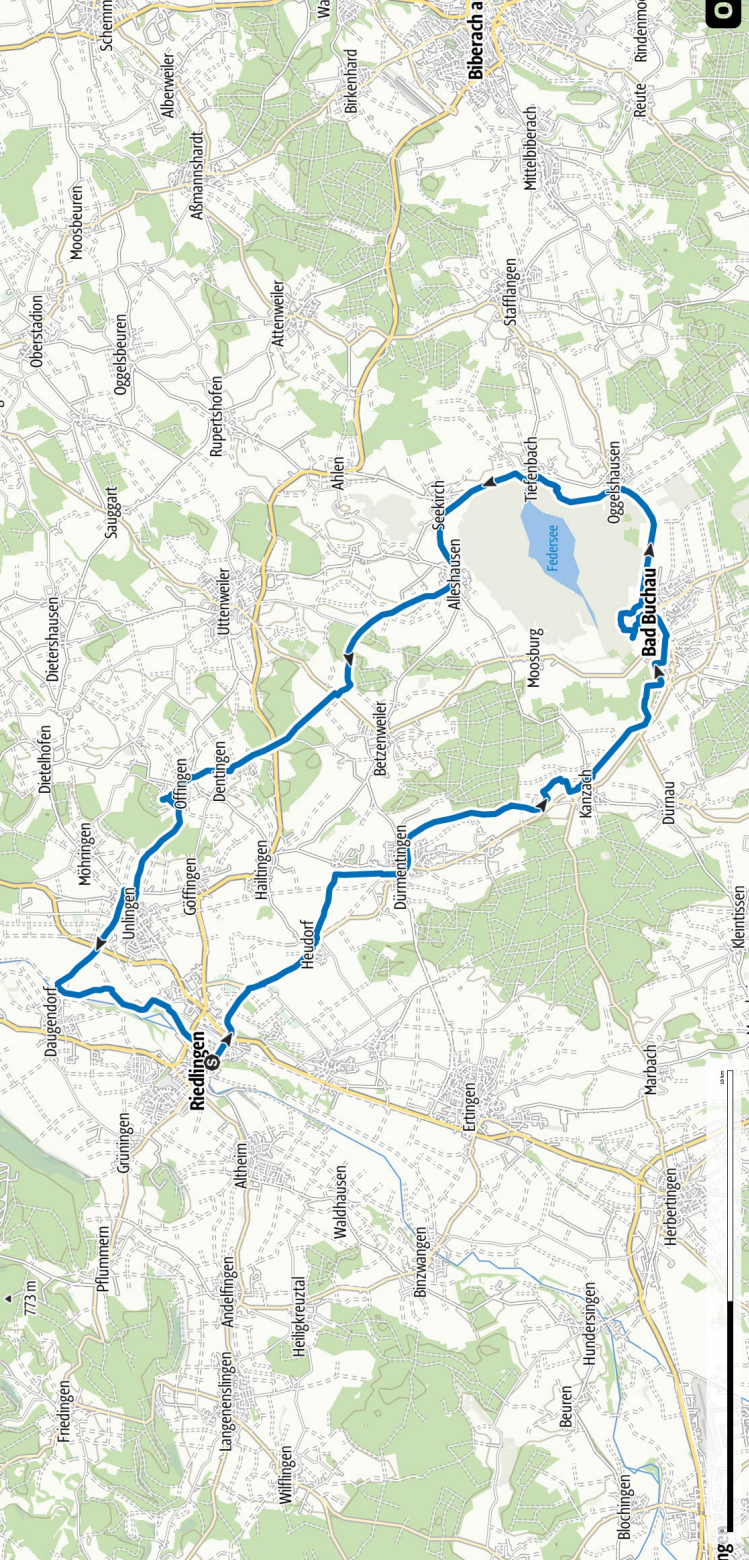 773 m
Friedingen
Pflummern
Grüningen
Daugendorf
Möhringen
Dietelhofen
Dietershausen
Sauggart
Oggelsbeuren
Oberstadion
Moosbeuren
Schemm
Alberweiler
Aßmannshardt
Langenenslingen
Andelfingen
Altheim
Riedlingen
S
Unlingen
Göffingen
Offingen
Dentingen
Uttenweiler
Rupertshofen
Attenweiler
Wilflingen
Heiligkreuztal
Waldhausen
Heudorf
Hailtingen
Ahlen
Birkenhard
Wa
Binzwangen
Ertingen
Dürmentingen
Betzenweiler
Alleshausen
Seekirch
Biberach a
Beuren
Hundersingen
Kanzach
Moosburg
Federsee
Tiefenbach
Stafflangen
Mittelbiberach
Blochingen
Herbertingen
Marbach
Dürnau
Bad Buchau
Oggelshausen
Reute
Rindenmoo
Kleintissen
10 km
ng
O